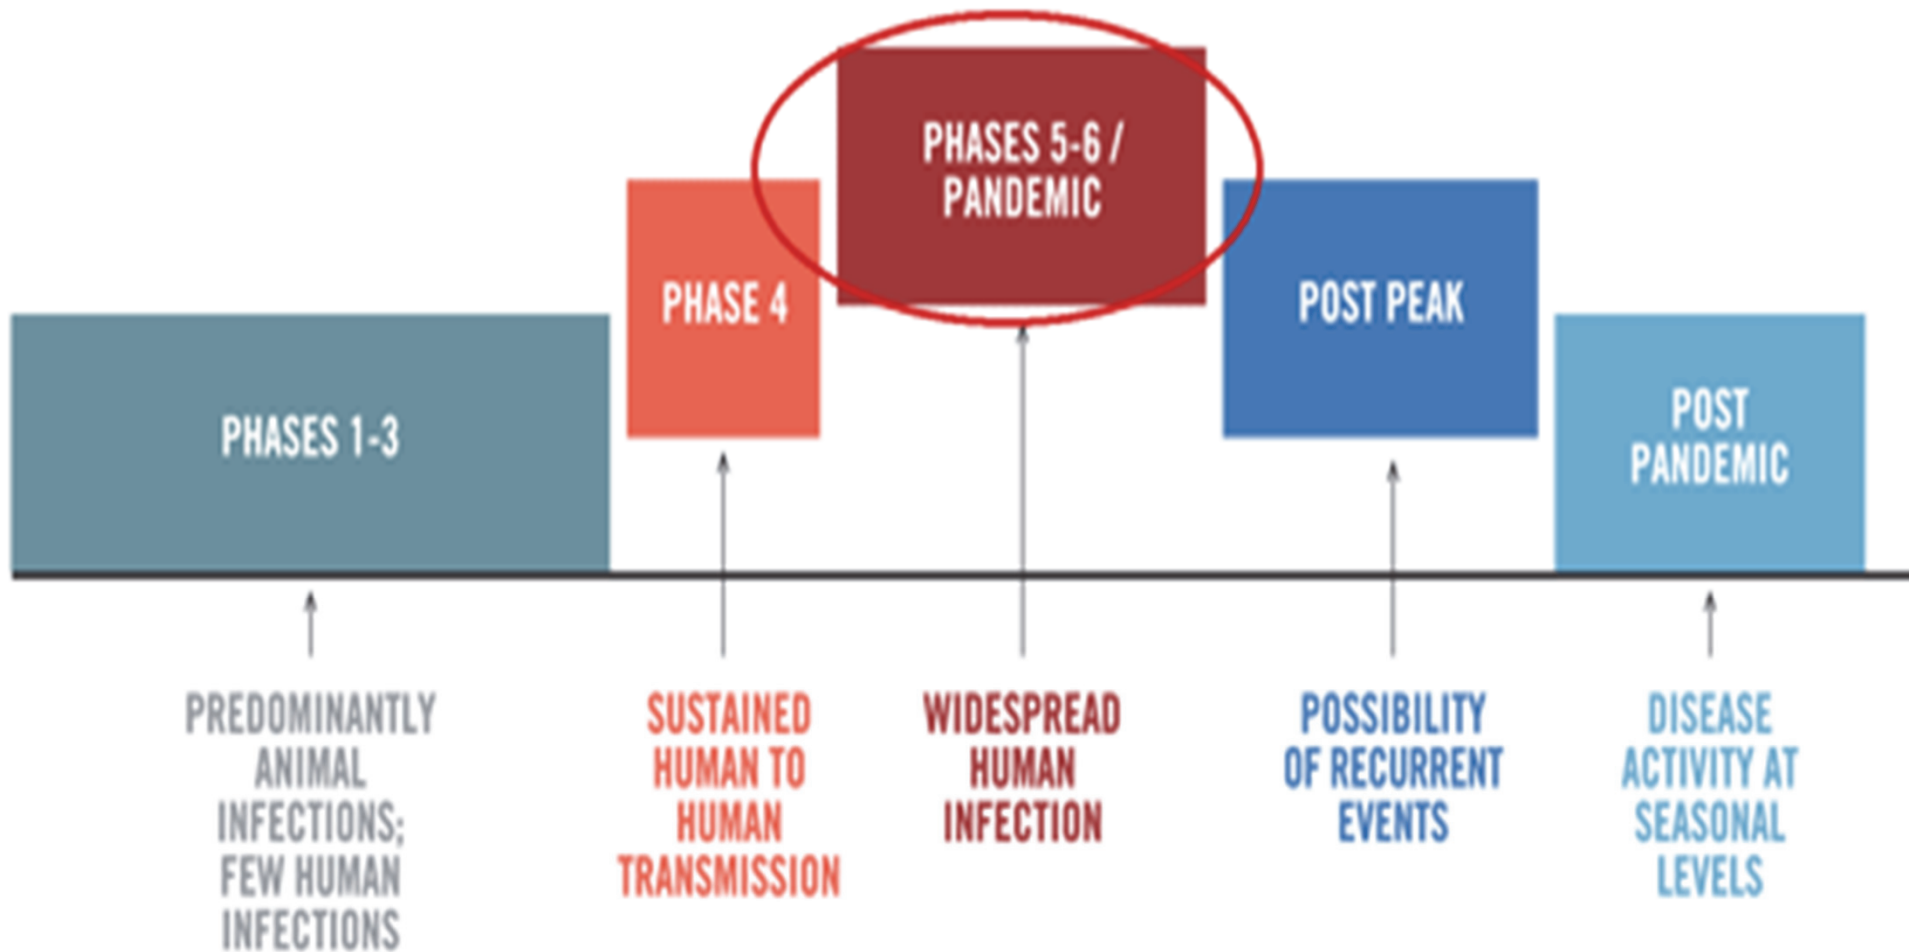 PHASES 5-6 /
PANDEMIC
PHASE 4
POST PEAK
PHASES 1-3
POST
PANDEMIC
PREDOMINANTLY
ANIMAL
INFECTIONS;
FEW HUMAN
INFECTIONS
SUSTAINED
HUMAN TO
HUMAN
TRANSMISSION
WIDESPREAD
HUMAN
INFECTION
POSSIBILITY
OF RECURRENT
EVENTS
DISEASE
ACTIVITY AT
SEASONAL
LEVELS